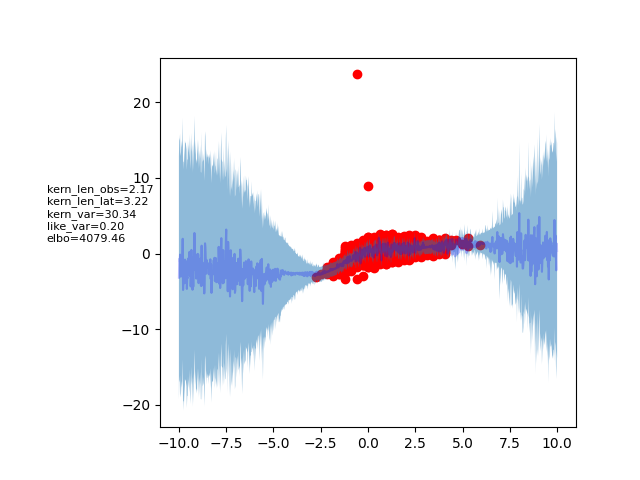 20
10
kern_len_obs=2.17
kern_len_lat=3.22
kern_var=30.34
like_var=0.20
elbo=4079.46
0
−10
−20
−10.0 −7.5 −5.0 −2.5 0.0 2.5 5.0 7.5 10.0